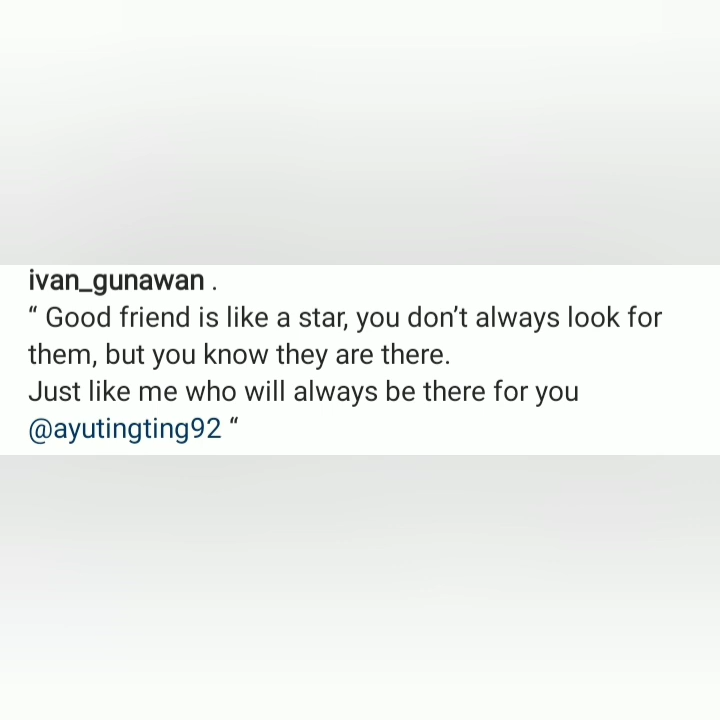 ivan_gunawan .
“ Good friend is like a star, you don’t always look for
them, but you know they are there.
Just like me who will always be there for you
@ayutingting92 “